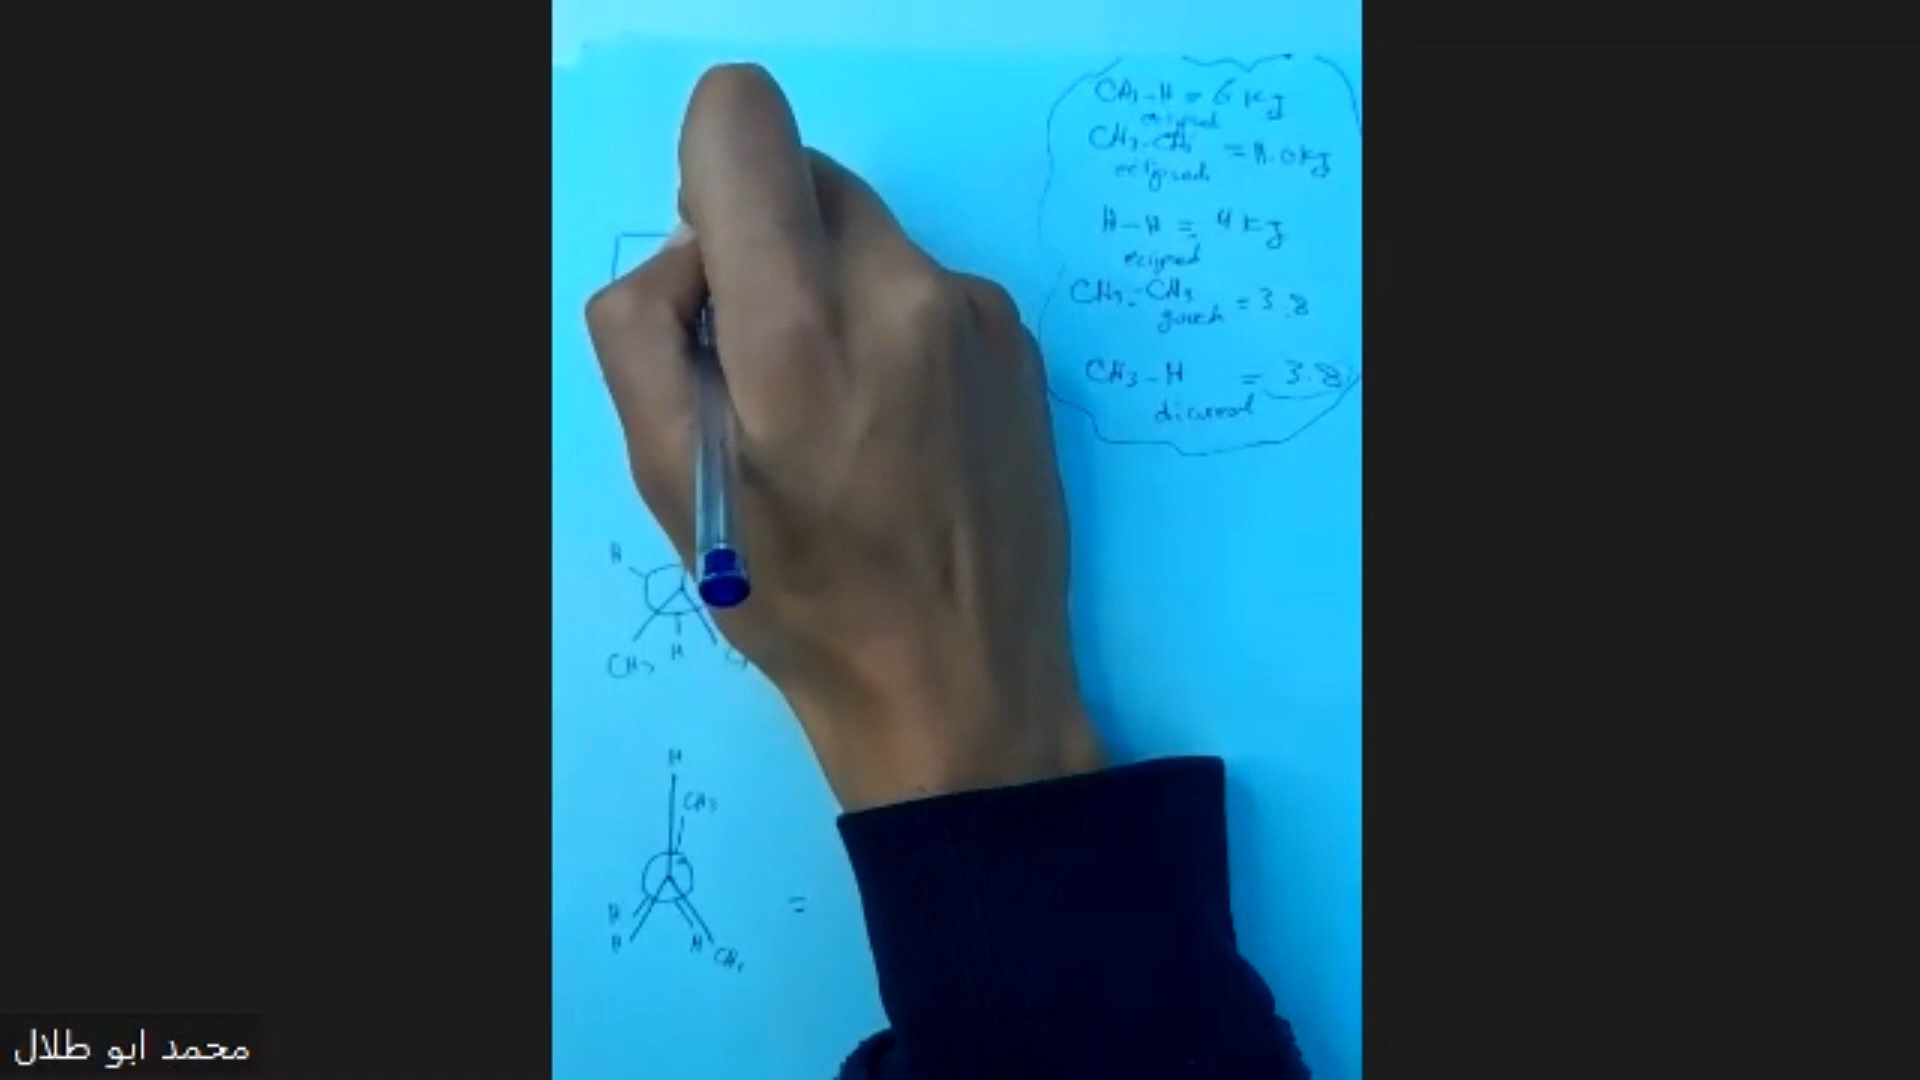 CH3-H = 6 KJ
eclipsed
CH3-CH3 = 11.0 KJ
eclipsed
H-H = 4 KJ
eclipsed
CH3-CH3 = 3.8
gauch
CH3-H = 3.8
H
CH3 H
H
CH3
=
H
H H CH3
محمد ابو طلال